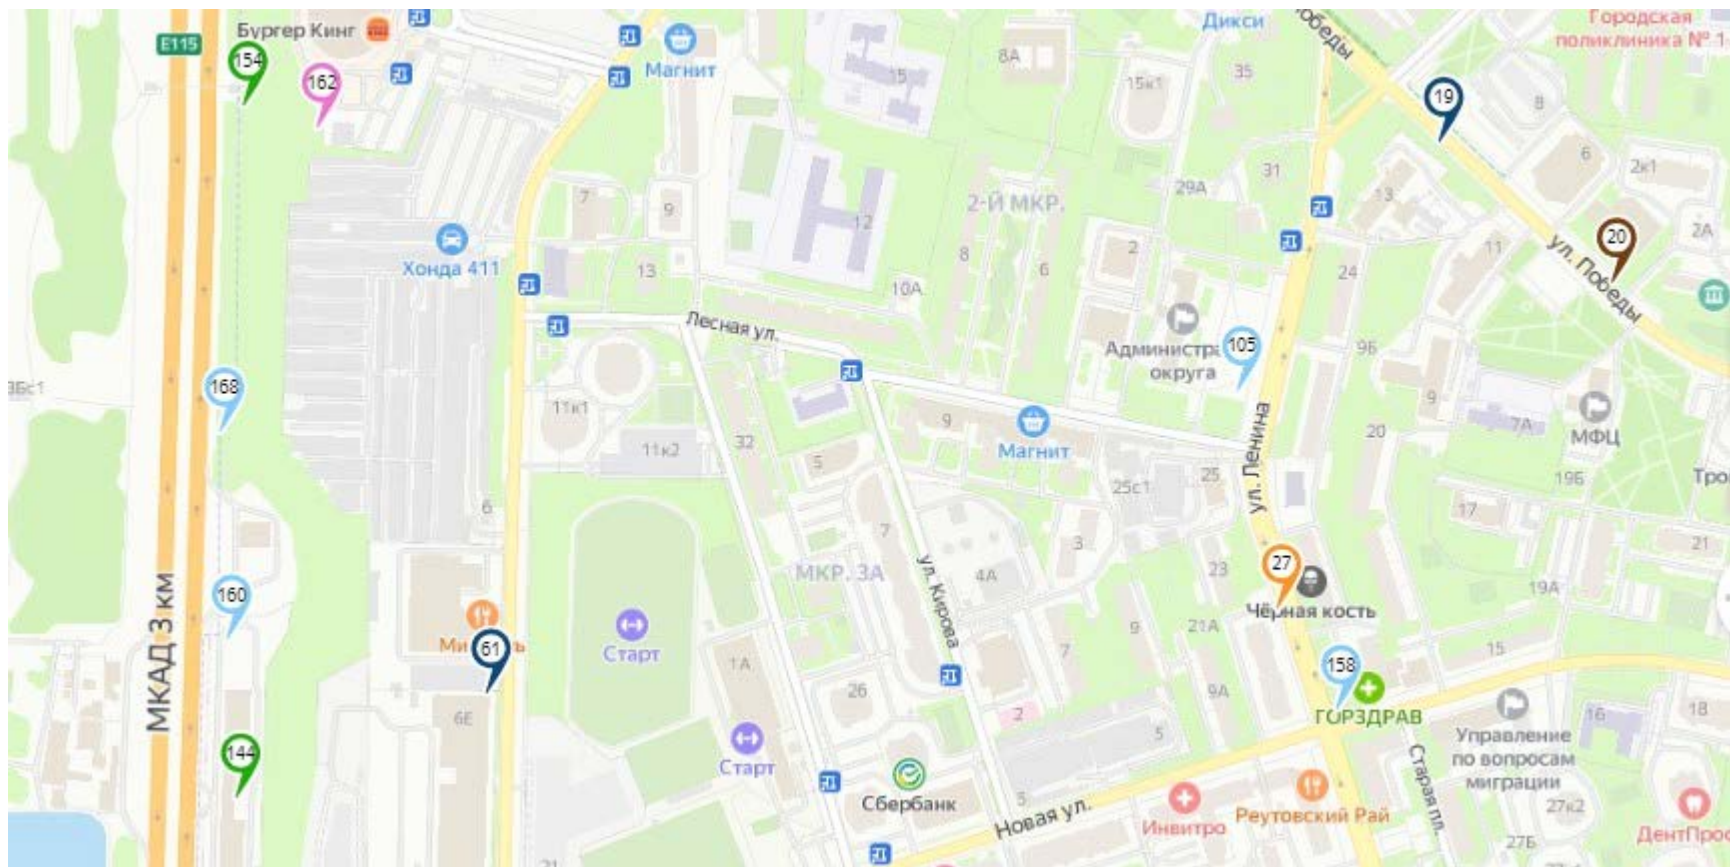 Бургер Кинг
E115
154
162
Магнит
15
8А
Дикси
35
15к1
Победы
Городская
поликлиника № 1
19
8
6
2к1
31
29А
13
2-Й МКР.
12
7
9
2
11
20
2А
ул. Победы
Хонда 411
13
10А
8
6
24
Лесная ул.
Администра
округа
105
9Б
168
3Бс1
11к1
9
Магнит
9
7А
МФЦ
32
11к2
5
25с1
25
20
ул. Ленина
19Б
Тро
6
7
17
МКАД 3 км
160
МКР. 3А
ул. Кирова
4А
3
23
27
Чёрная кость
21
19А
61
Старт
1А
26
7
9
21А
9А
158
ГОРЗДРАВ
15
2
5
6Е
144
Старт
Сбербанк
5
Новая ул.
Инвитро
Реутовский Рай
Старая пл.
Управление
по вопросам
миграции
16
18
27к2
27Б
ДентПрос
21